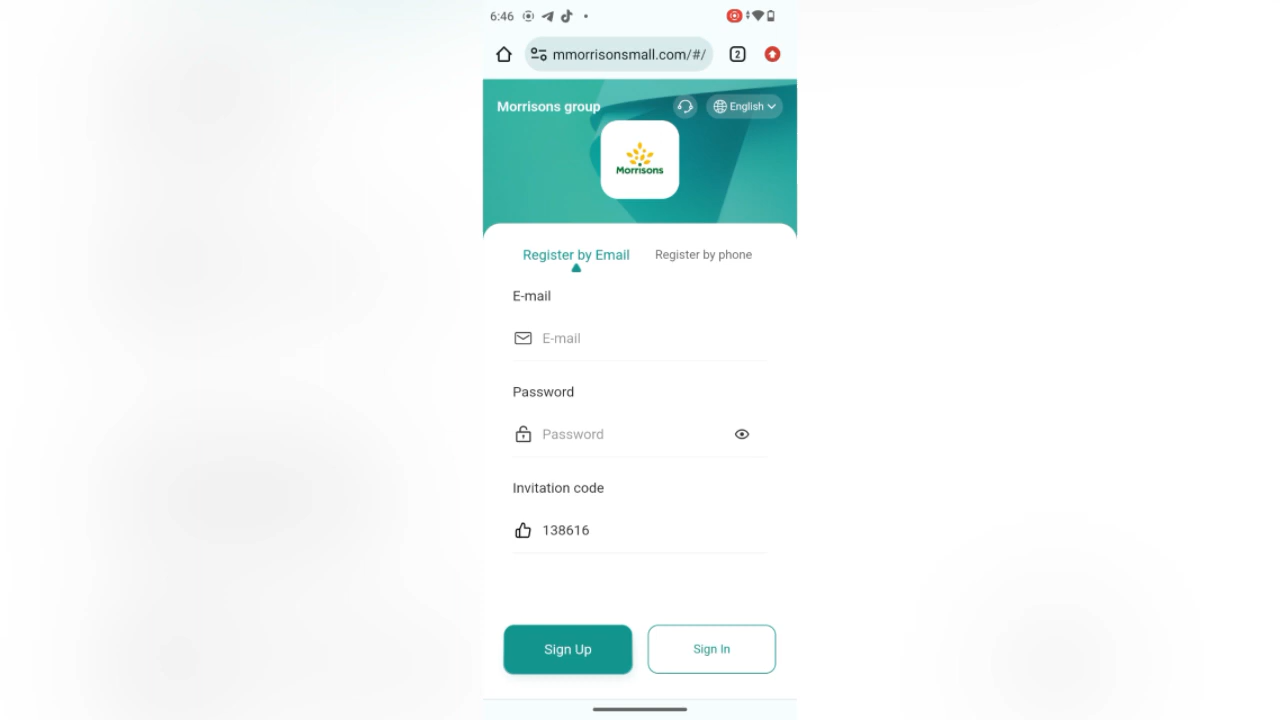 6:46
mmorrisonsmall.com/#/
2
Morrisons group
English
Morrisons
Register by Email
Register by phone
E-mail
E-mail
Password
Password
Invitation code
138616
Sign Up
Sign In